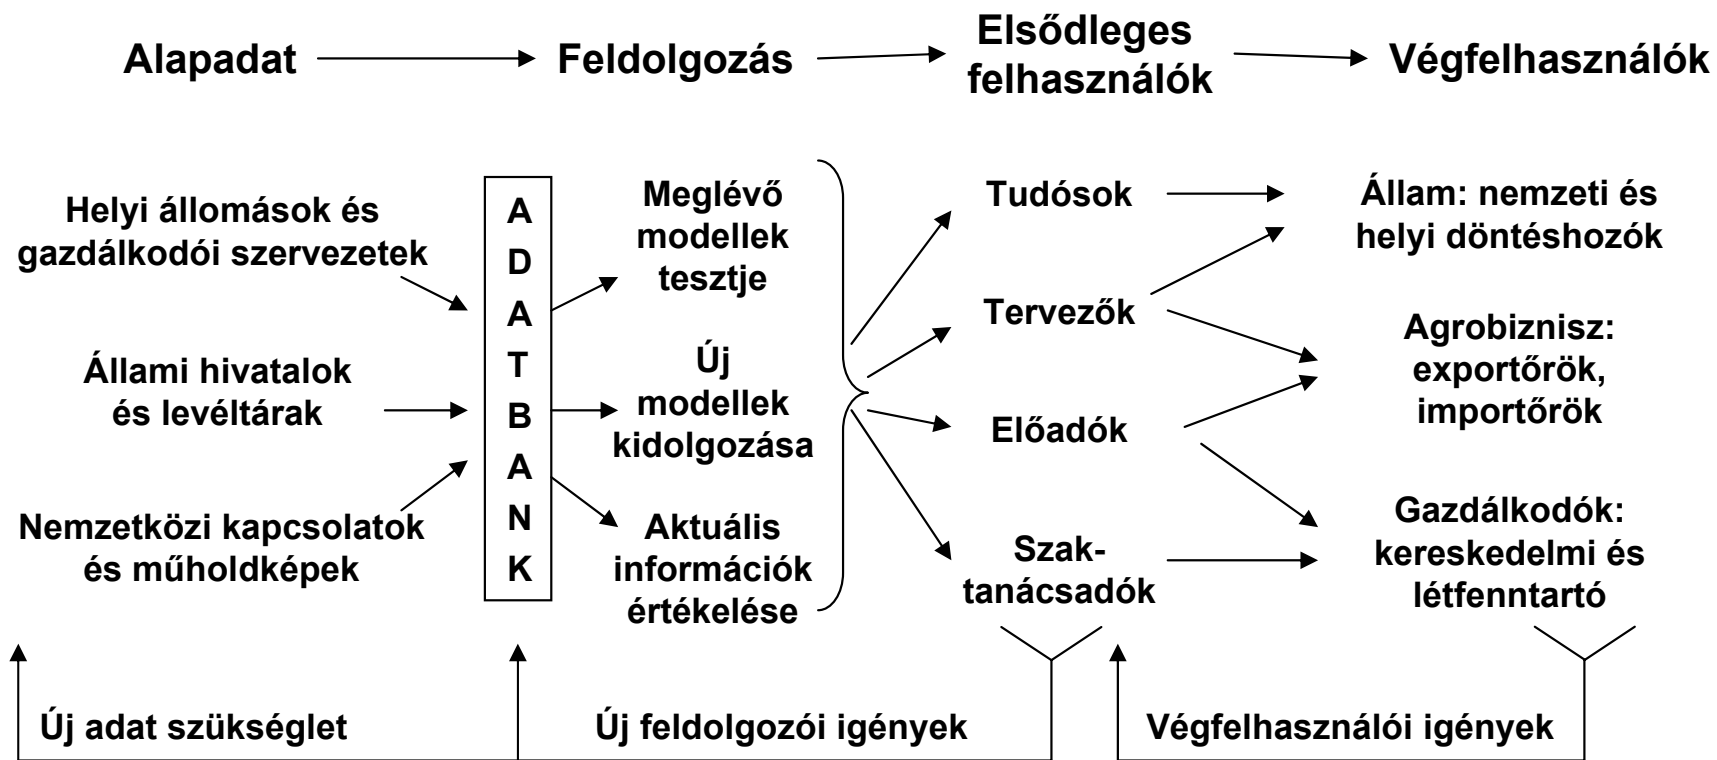 Alapadat
Feldolgozás
Elsődleges
felhasználók
Végfelhasználók
Helyi állomások és
gazdálkodói szervezetek
Állami hivatalok
és levéltárak
Nemzetközi kapcsolatok
és műholdképek
A
D
A
T
B
A
N
K
Meglévő
modellek
tesztje
Új
modellek
kidolgozása
Aktuális
információk
értékelése
Tudósok
Tervezők
Előadók
Szak-
tanácsadók
Állam: nemzeti és
helyi döntéshozók
Agrobiznisz:
exportőrök,
importőrök
Gazdálkodók:
kereskedelmi és
létfenntartó
Új adat szükséglet
Új feldolgozói igények
Végfelhasználói igények